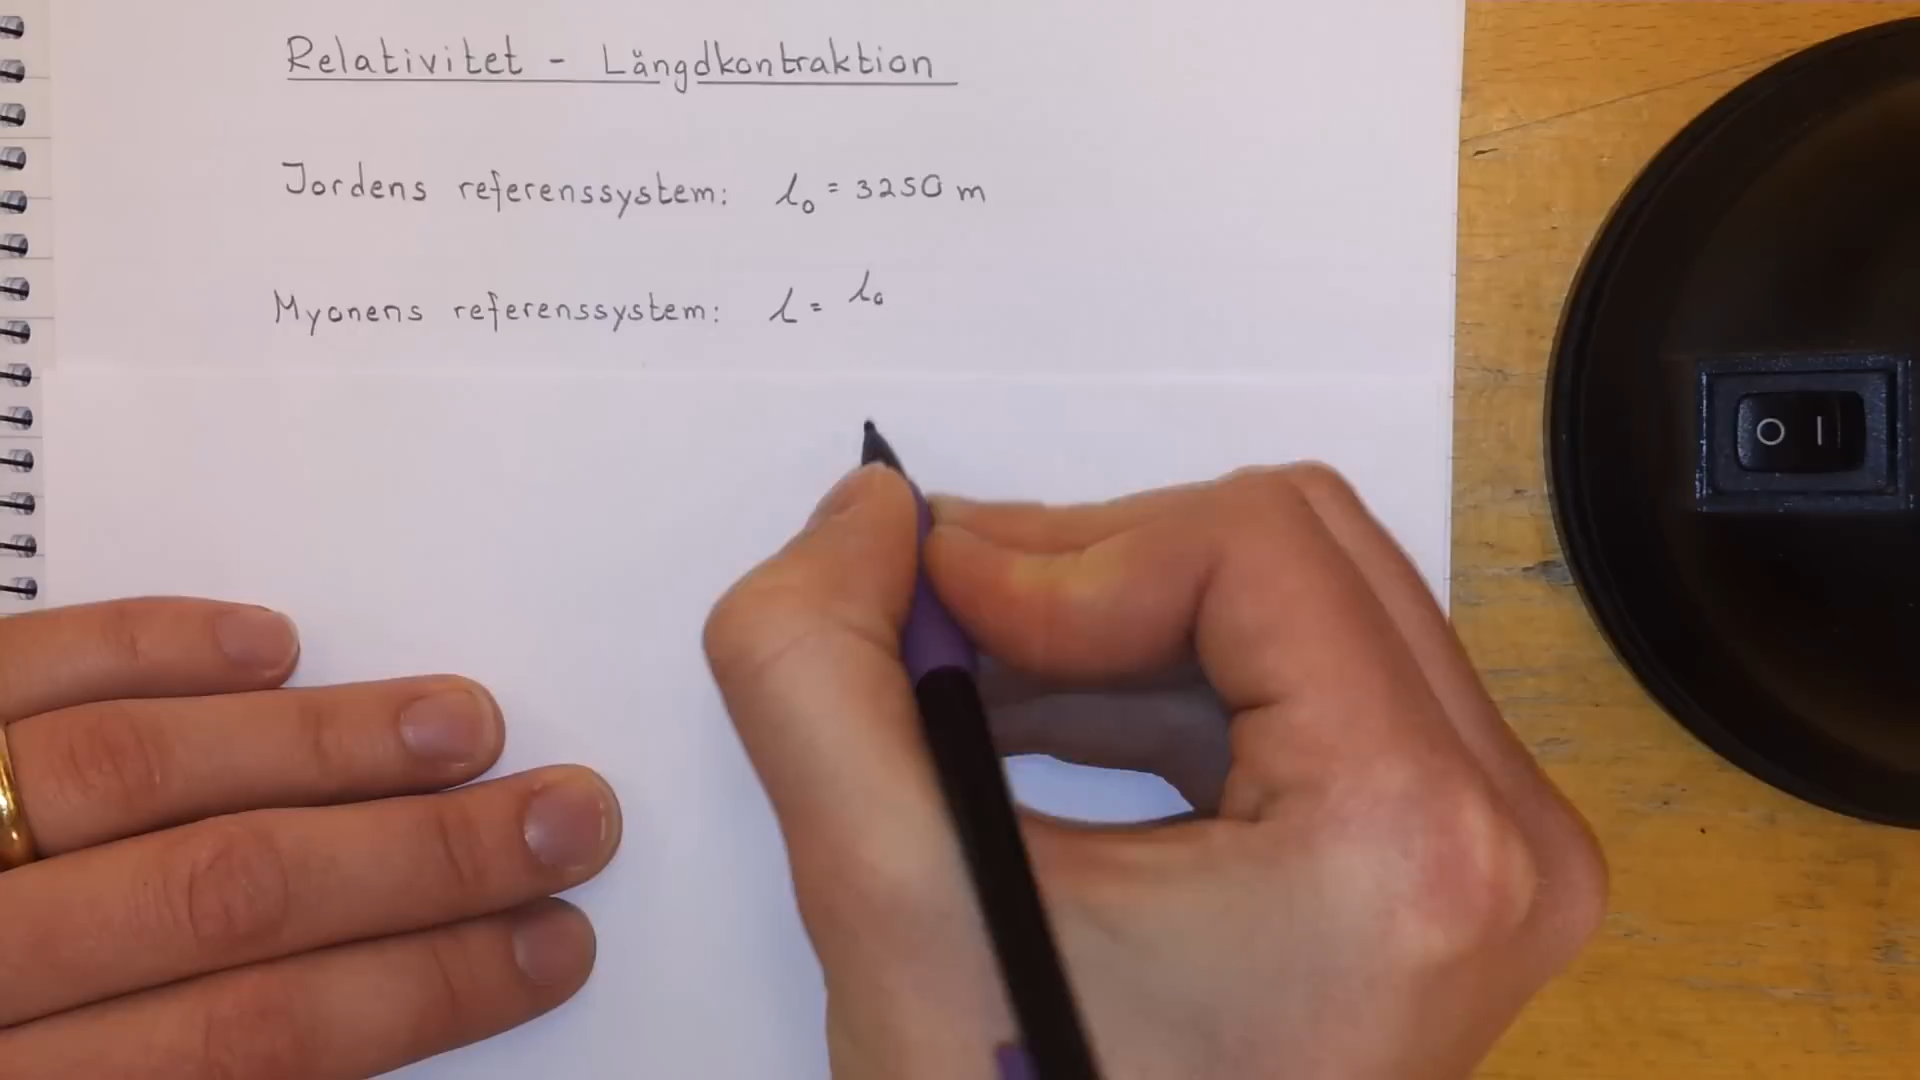 Relativitet - Längdkontraktion
Jordens referenssystem: l₀ = 3250 m
Myonens referenssystem: l = l₀
O I